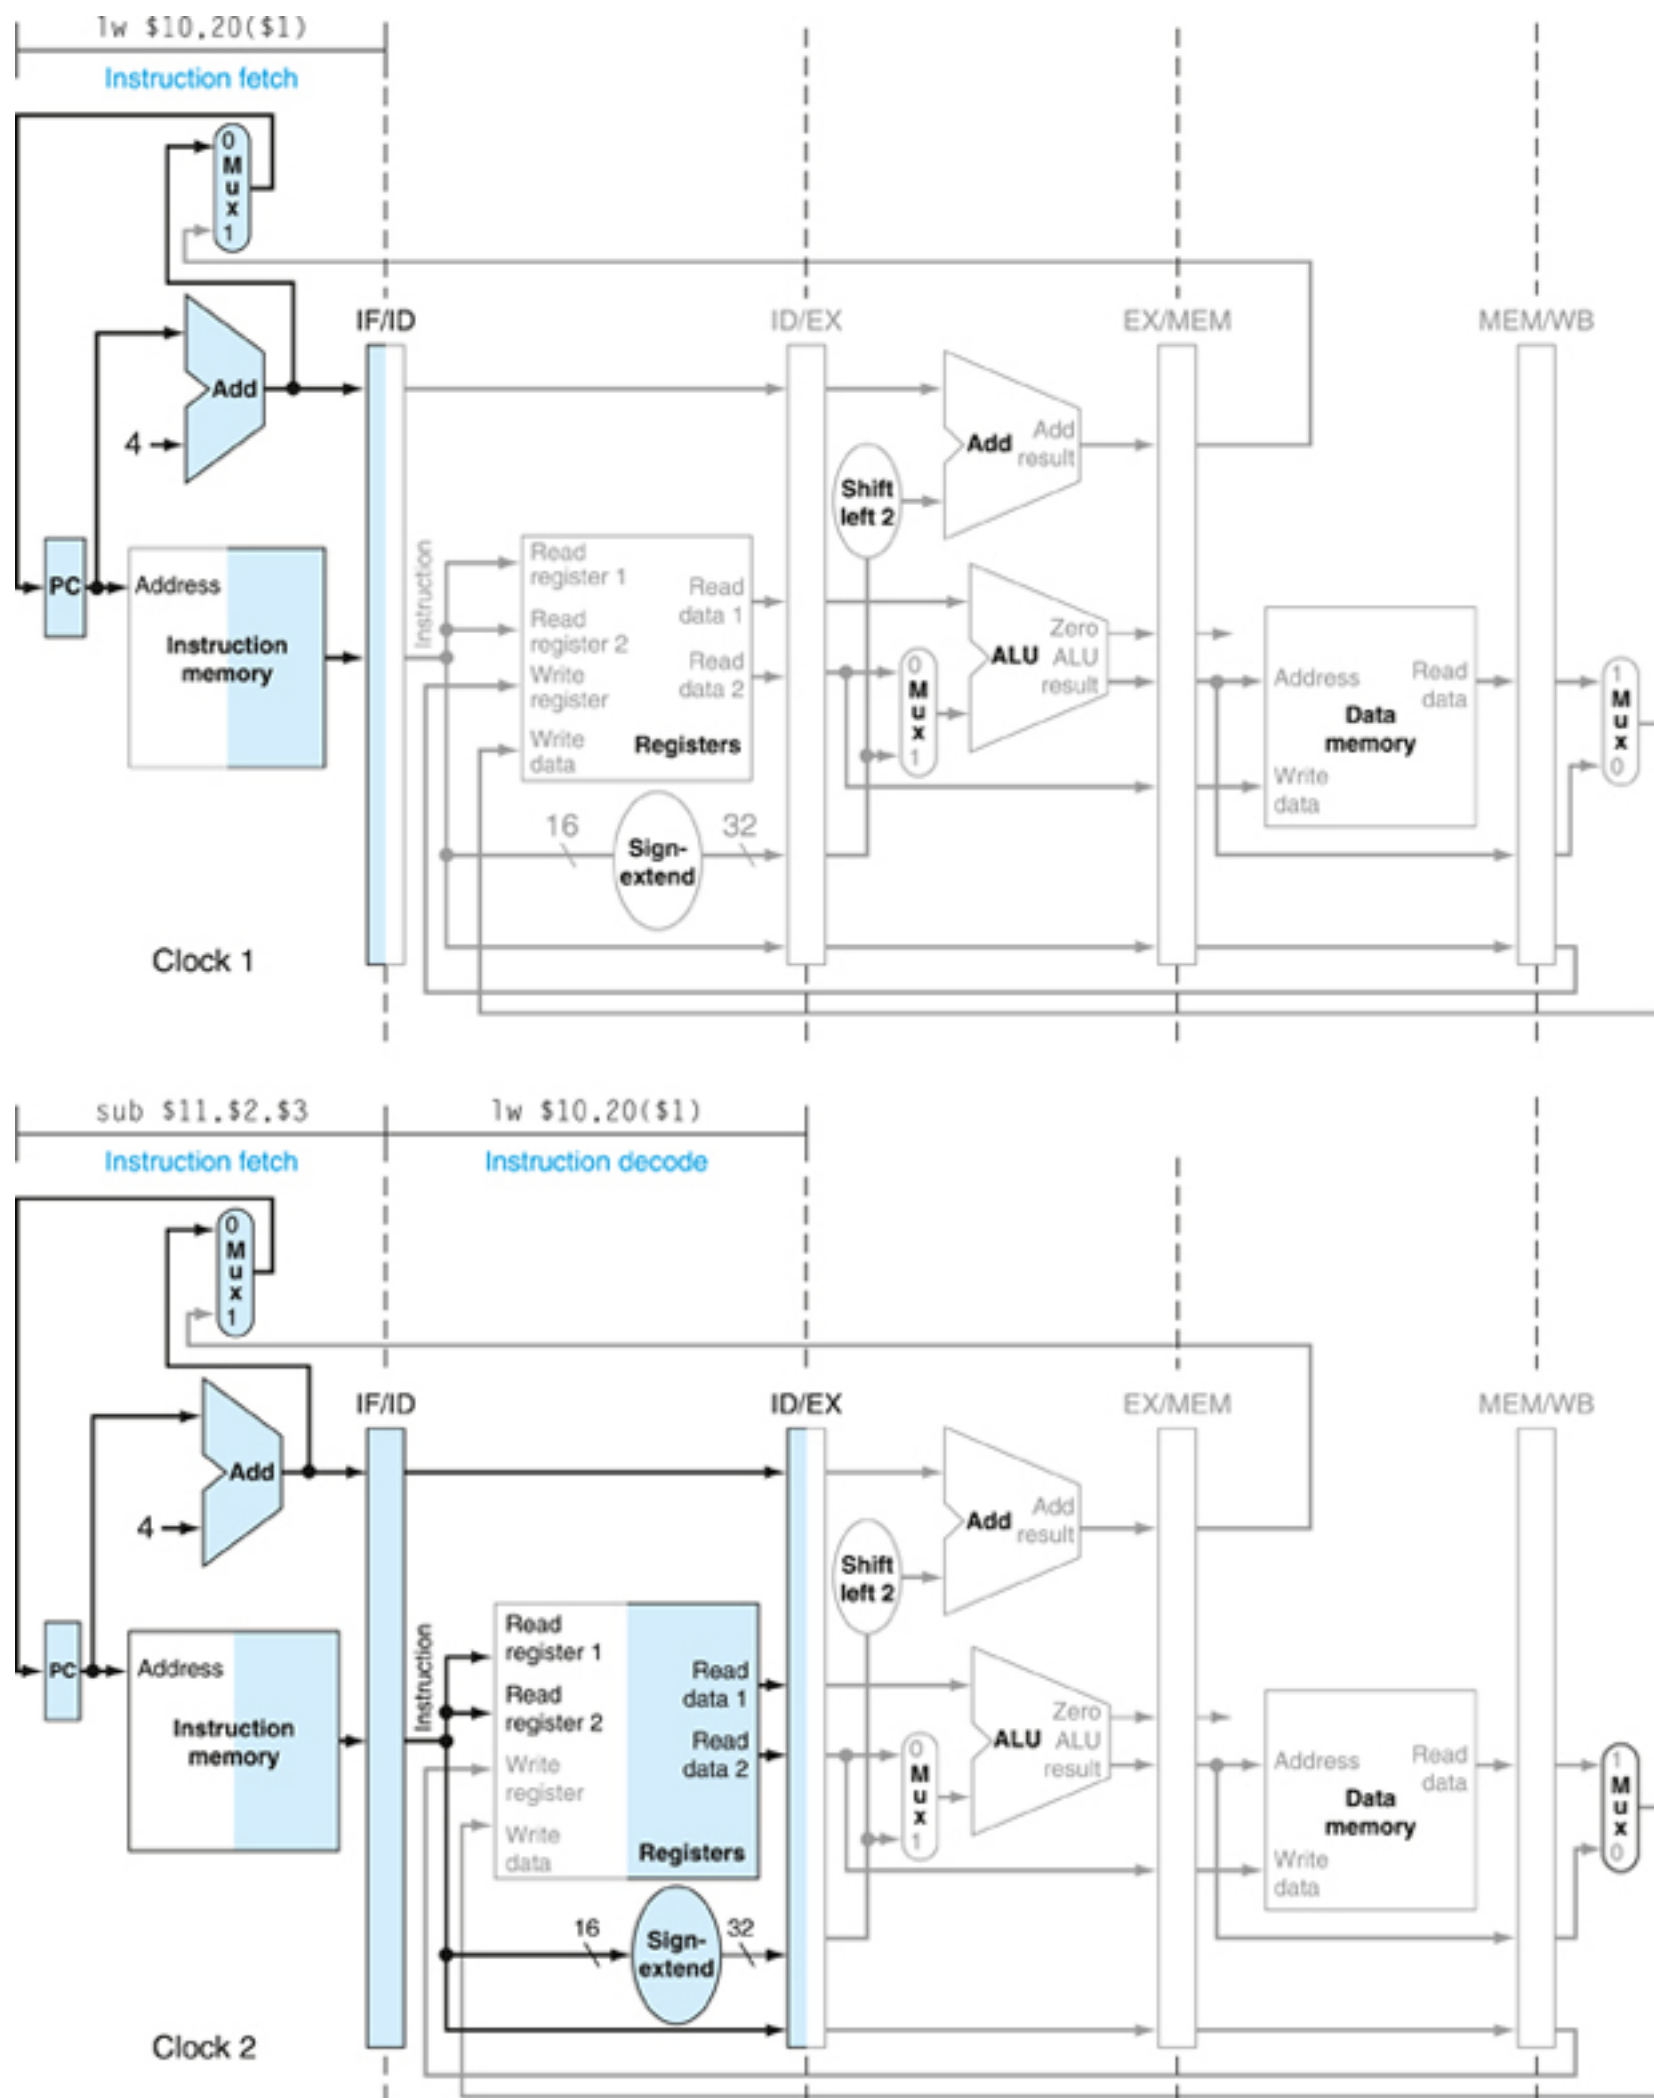 lw $10,20($1)
Instruction fetch
0
M
u
x
1
IF/ID
ID/EX
EX/MEM
MEM/WB
Add
4
Add
Add
result
Shift
left 2
PC
Address
Instruction
memory
Instruction
Read
register 1
Read
register 2
Write
register
Write
data
Read
data 1
Read
data 2
Registers
0
M
u
x
1
ALU
Zero
ALU
result
Address
Read
data
Data
memory
Write
data
1
M
u
x
0
16
Sign-
extend
32
Clock 1
sub $11,$2,$3
lw $10,20($1)
Instruction fetch
Instruction decode
0
M
u
x
1
IF/ID
ID/EX
EX/MEM
MEM/WB
Add
4
Add
Add
result
Shift
left 2
PC
Address
Instruction
memory
Instruction
Read
register 1
Read
register 2
Write
register
Write
data
Read
data 1
Read
data 2
Registers
0
M
u
x
1
ALU
Zero
ALU
result
Address
Read
data
Data
memory
Write
data
1
M
u
x
0
16
Sign-
extend
32
Clock 2